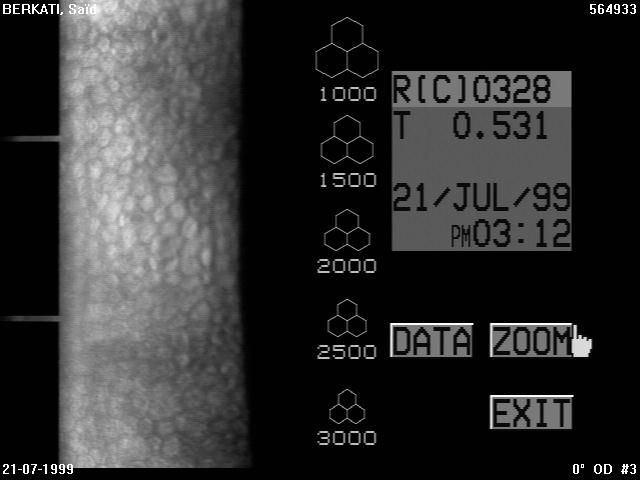 BERKATI, Saïd
564933
1000
1500
2000
2500
3000
R[C]0328
T 0.531
21/JUL/99
PM03:12
DATA ZOOM
EXIT
21-07-1999
0° OD #3